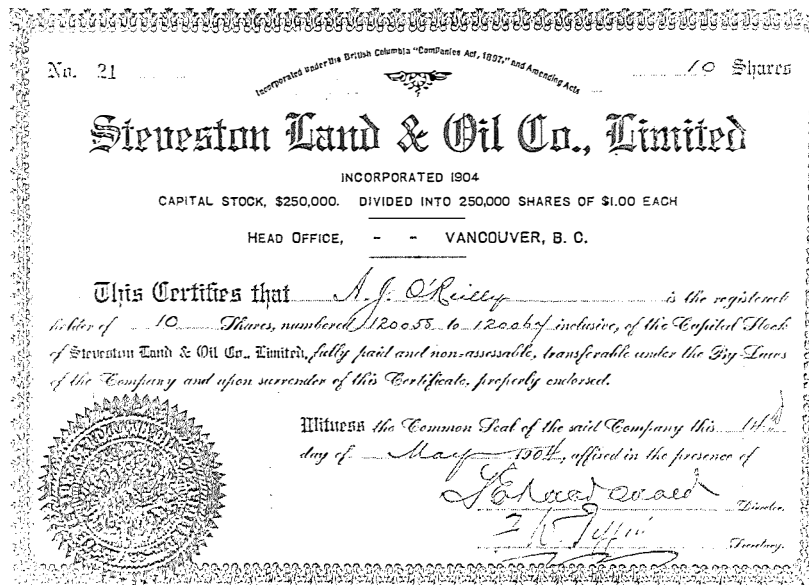 Incorporated under the British Columbia "Companies Act, 1897," and Amending Acts
No. 21 10 Shares
Steveston Land & Oil Co., Limited
INCORPORATED 1904
CAPITAL STOCK, $250,000. DIVIDED INTO 250,000 SHARES OF $1.00 EACH
HEAD OFFICE, - - VANCOUVER, B. C.
This Certifies that A. J. O'Reilly is the registered
holder of 10 Shares, numbered 120058 to 120067 inclusive, of the Capital Stock
of Steveston Land & Oil Co., Limited, fully paid and non-assessable, transferable under the By-Laws
of the Company and upon surrender of this Certificate, properly endorsed.
Witness the Common Seal of the said Company this 14th
day of May 1904, affixed in the presence of
Director.
Secretary.